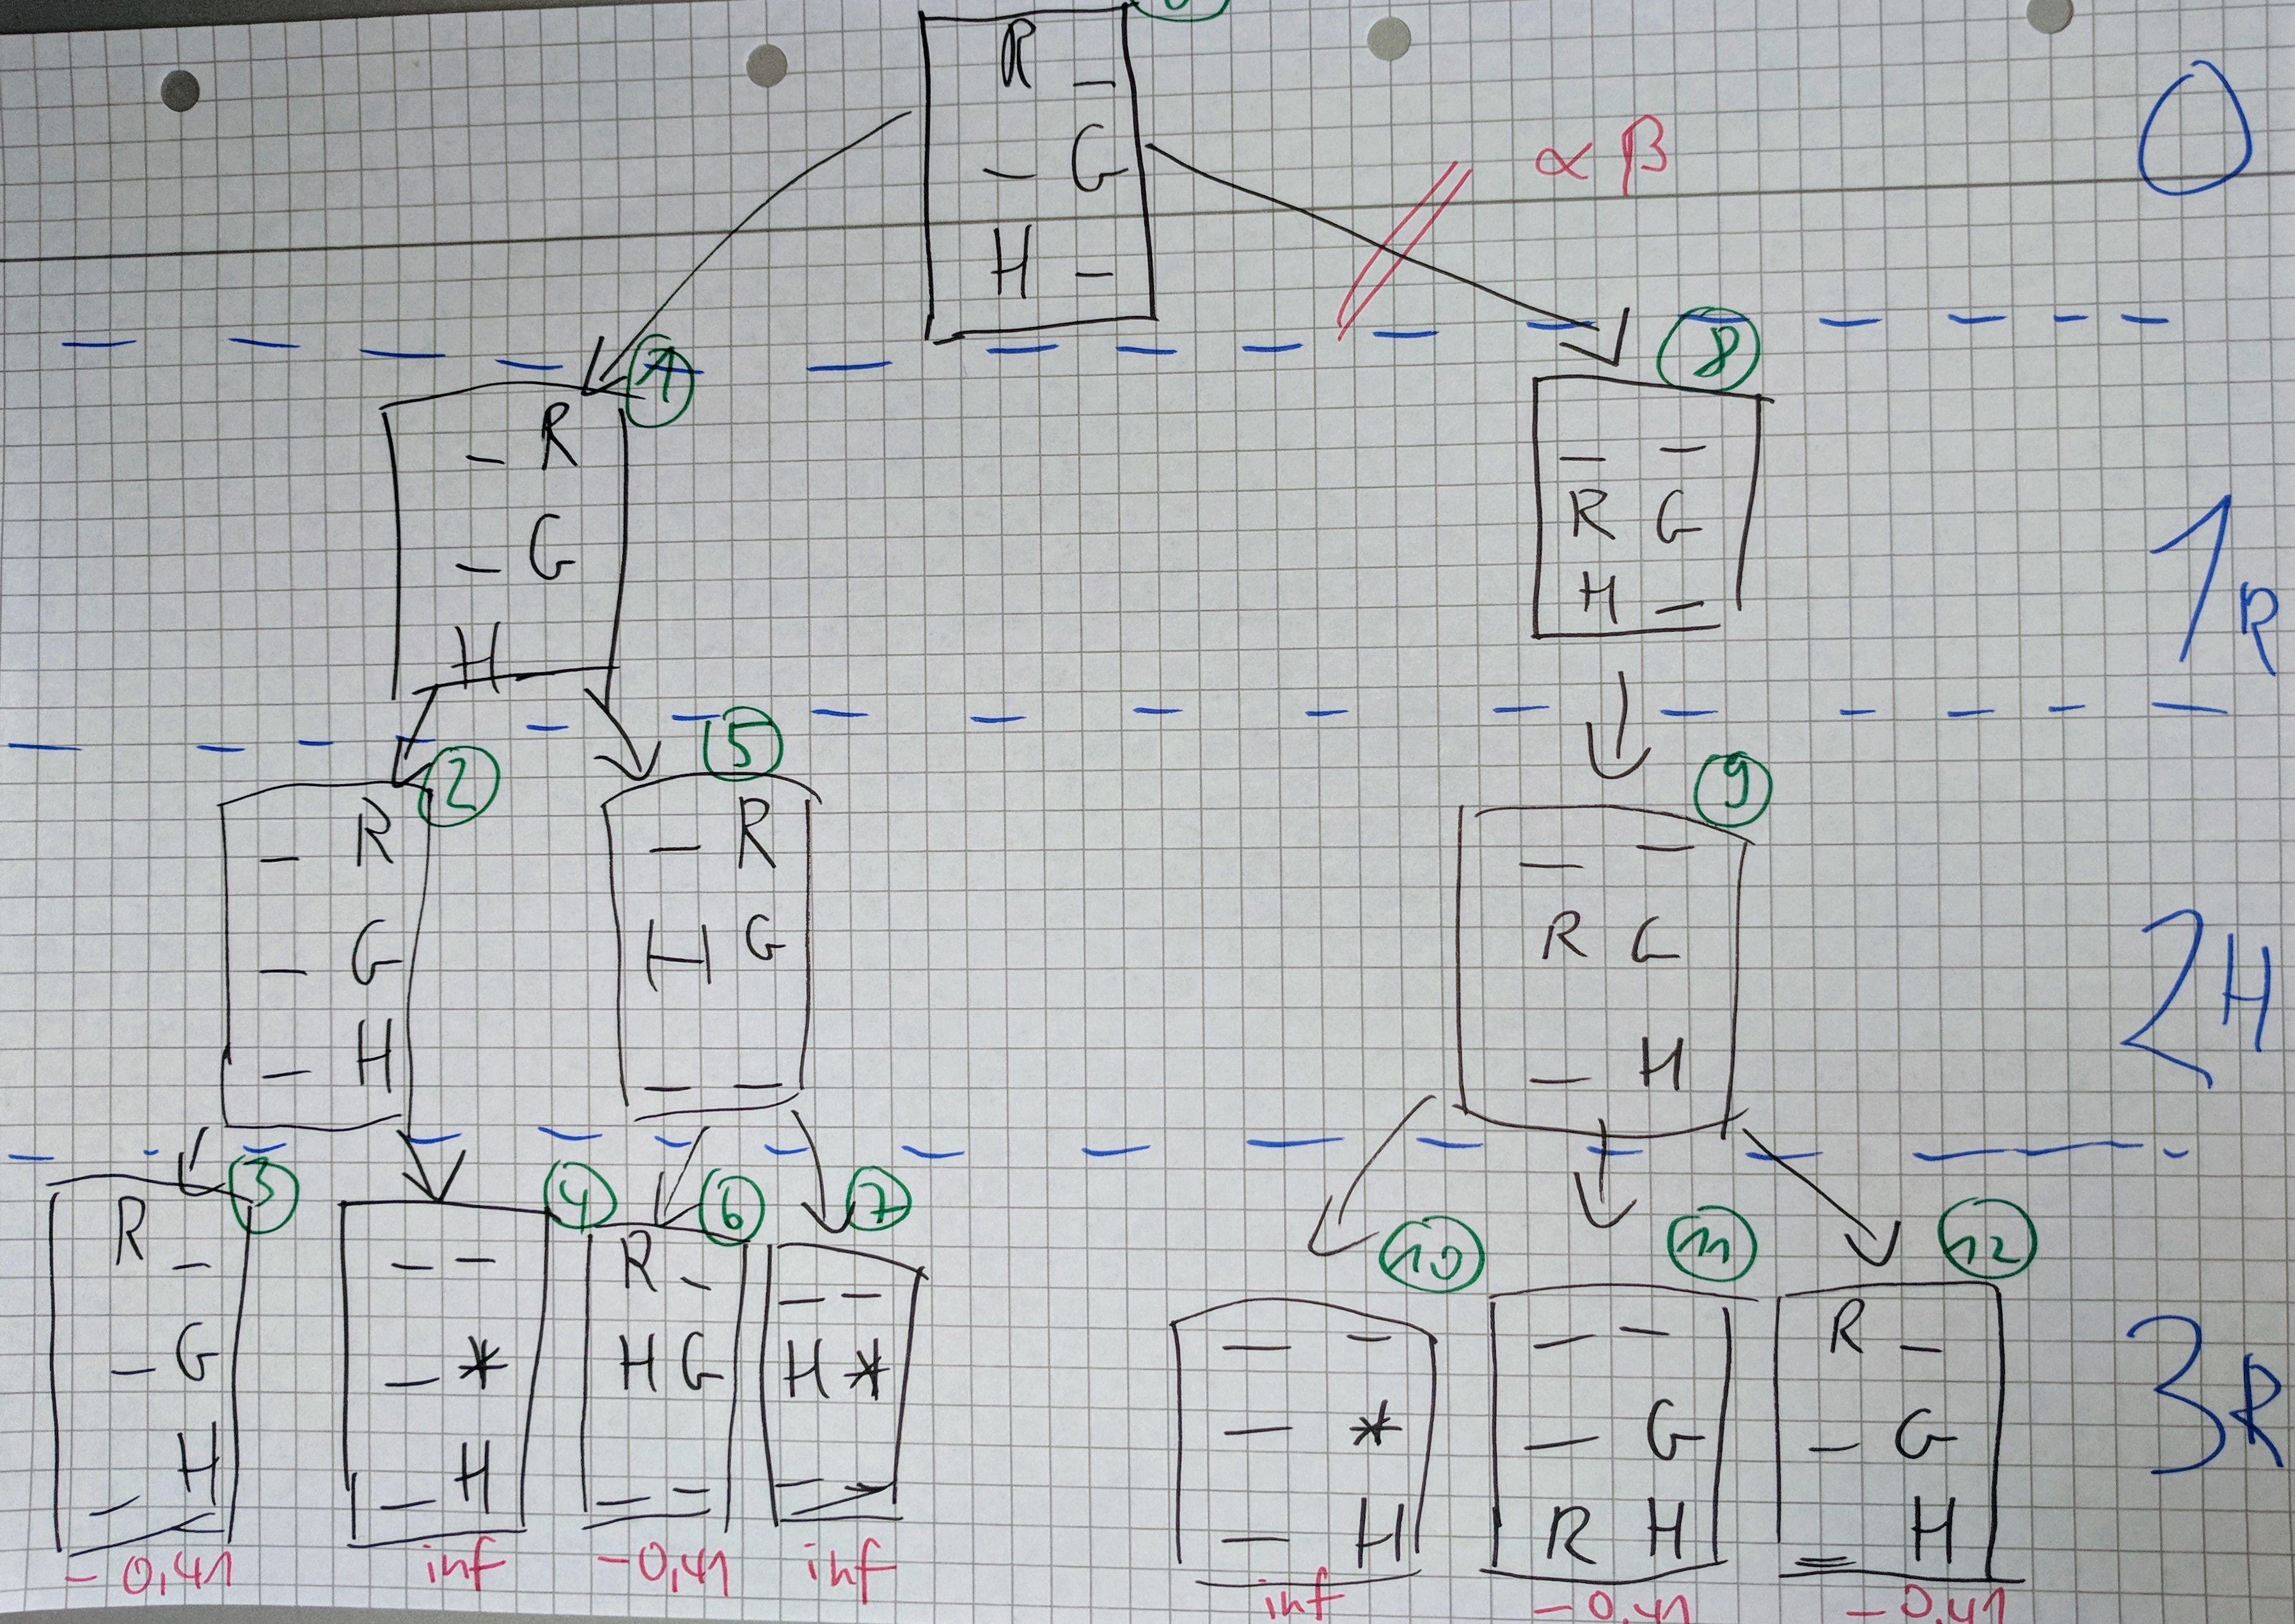 R _
_ G
H _
α β
0
1
_ R
_ G
H _
8
_ _
R G
H _
1R
2
_ R
_ G
_ H
5
_ R
H G
_ _
9
_ _
R G
_ H
2H
3
R _
_ G
_ H
-0,41
4
_ _
_ *
_ H
inf
6
R _
H G
_ _
-0,41
7
_ _
H *
_ _
inf
10
_ _
_ *
_ H
inf
11
_ _
_ G
R H
-0,41
12
R _
_ G
_ H
-0,41
3R